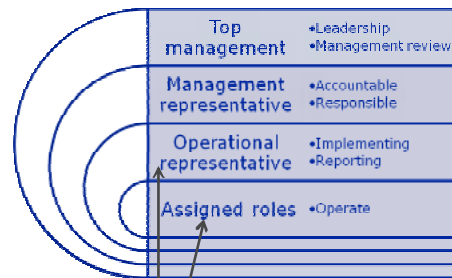 Top
management
•Leadership
•Management review
Management
representative
•Accountable
•Responsible
Operational
representative
•Implementing
•Reporting
Assigned roles
•Operate